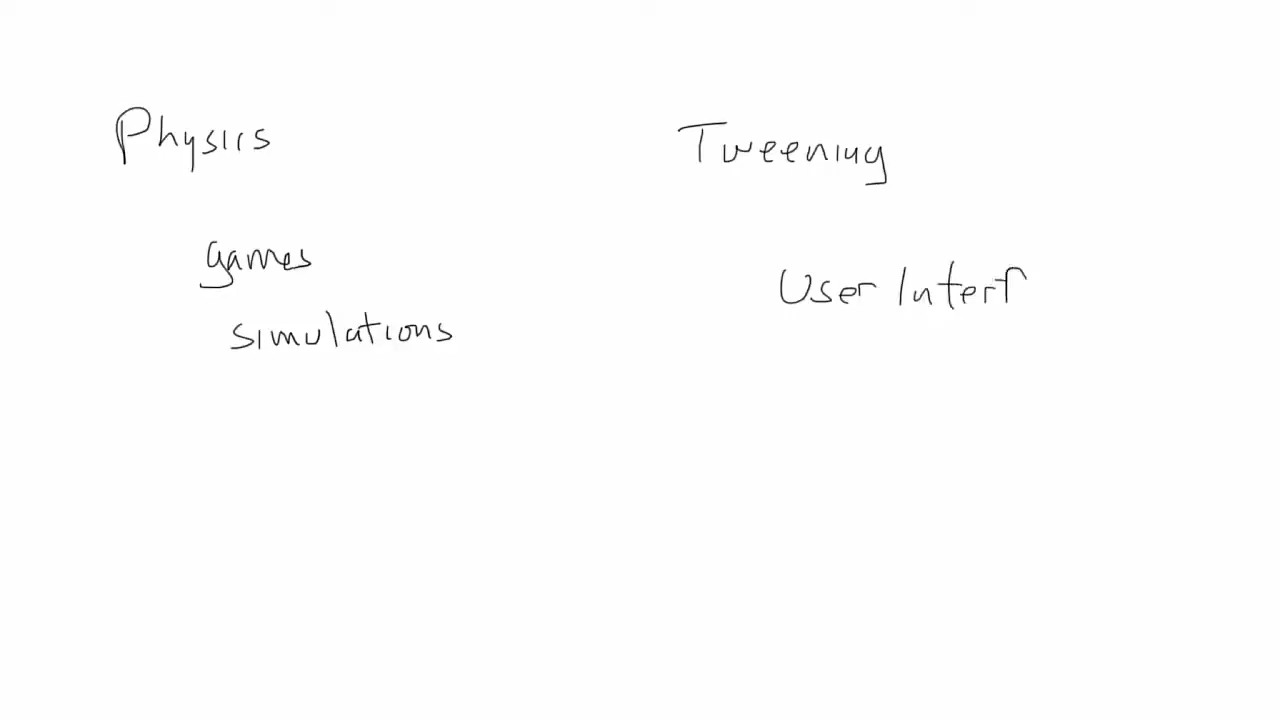 Physics
games
simulations
Tweening
User Interf